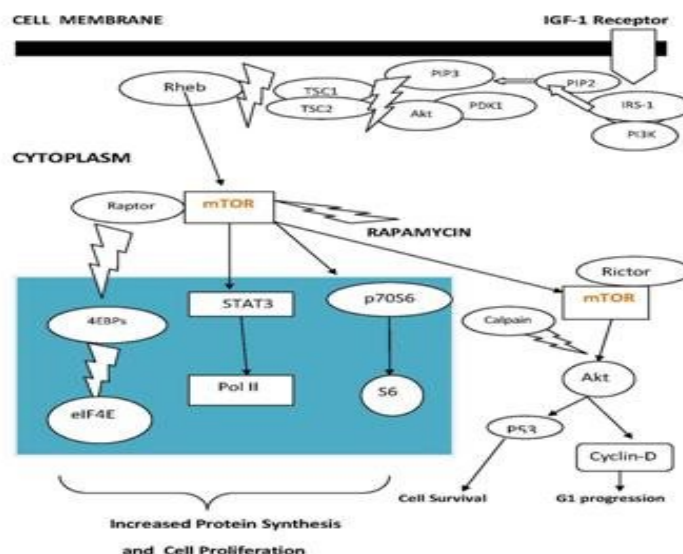 CELL MEMBRANE
IGF-1 Receptor
Rheb
TSC1
TSC2
PIP3
Akt
PDK1
PIP2
IRS-1
PI3K
CYTOPLASM
Raptor
mTOR
RAPAMYCIN
Rictor
mTOR
4EBPs
STAT3
p70S6
Calpain
eIF4E
Pol II
S6
Akt
P53
Cyclin-D
Cell Survival
G1 progression
Increased Protein Synthesis
and Cell Proliferation